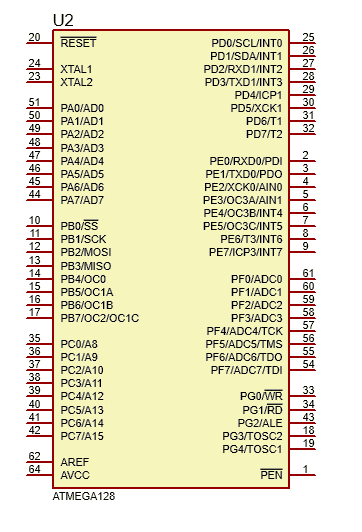 U2
20 RESET PD0/SCL/INT0 25
PD1/SDA/INT1 26
24 XTAL1 PD2/RXD1/INT2 27
23 XTAL2 PD3/TXD1/INT3 28
PD4/ICP1 29
51 PA0/AD0 PD5/XCK1 30
50 PA1/AD1 PD6/T1 31
49 PA2/AD2 PD7/T2 32
48 PA3/AD3
47 PA4/AD4 PE0/RXD0/PDI 2
46 PA5/AD5 PE1/TXD0/PDO 3
45 PA6/AD6 PE2/XCK0/AIN0 4
44 PA7/AD7 PE3/OC3A/AIN1 5
PE4/OC3B/INT4 6
10 PB0/SS PE5/OC3C/INT5 7
11 PB1/SCK PE6/T3/INT6 8
12 PB2/MOSI PE7/ICP3/INT7 9
13 PB3/MISO
14 PB4/OC0 PF0/ADC0 61
15 PB5/OC1A PF1/ADC1 60
16 PB6/OC1B PF2/ADC2 59
17 PB7/OC2/OC1C PF3/ADC3 58
PF4/ADC4/TCK 57
35 PC0/A8 PF5/ADC5/TMS 56
36 PC1/A9 PF6/ADC6/TDO 55
37 PC2/A10 PF7/ADC7/TDI 54
38 PC3/A11
39 PC4/A12 PG0/WR 33
40 PC5/A13 PG1/RD 34
41 PC6/A14 PG2/ALE 43
42 PC7/A15 PG3/TOSC2 18
PG4/TOSC1 19
62 AREF
64 AVCC PEN 1
ATMEGA128